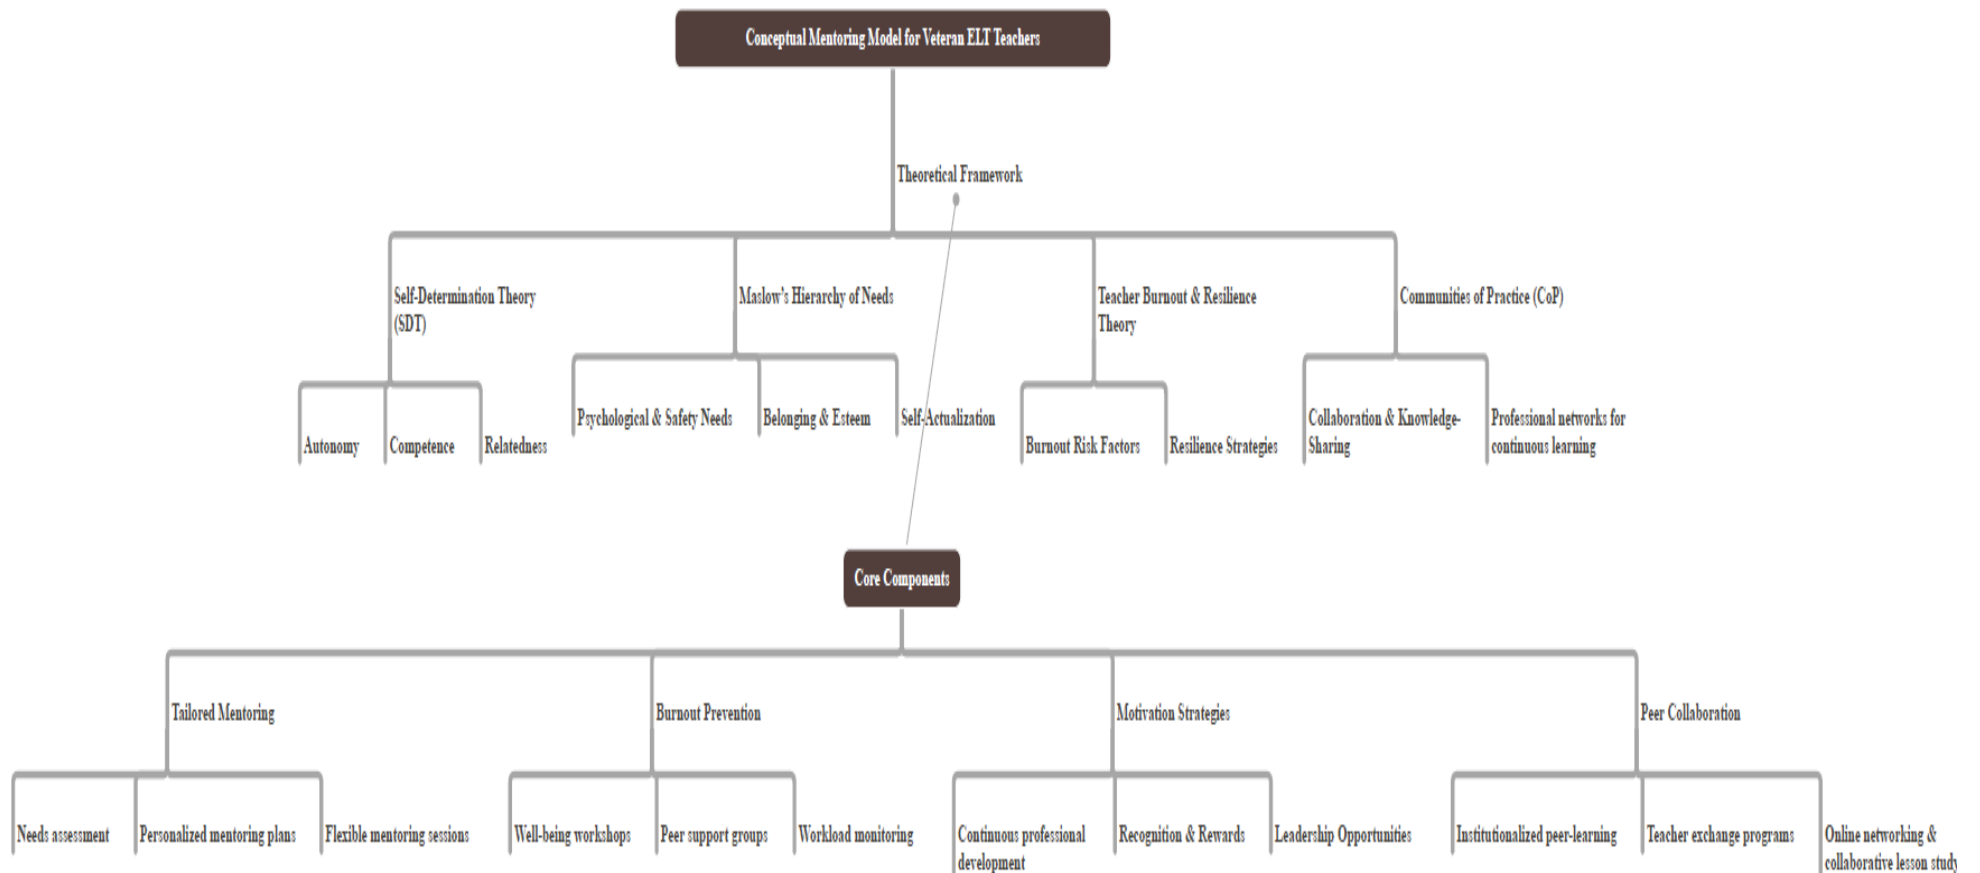 Conceptual Mentoring Model for Veteran ELT Teachers
Theoretical Framework
Self-Determination Theory
(SDT)
Maslow's Hierarchy of Needs
Teacher Burnout & Resilience
Theory
Communities of Practice (CoP)
Autonomy
Competence
Relatedness
Psychological & Safety Needs
Belonging & Esteem
Self-Actualization
Burnout Risk Factors
Resilience Strategies
Collaboration & Knowledge-
Sharing
Professional networks for
continuous learning
Core Components
Tailored Mentoring
Burnout Prevention
Motivation Strategies
Peer Collaboration
Needs assessment
Personalized mentoring plans
Flexible mentoring sessions
Well-being workshops
Peer support groups
Workload monitoring
Continuous professional
development
Recognition & Rewards
Leadership Opportunities
Institutionalized peer-learning
Teacher exchange programs
Online networking &
collaborative lesson study